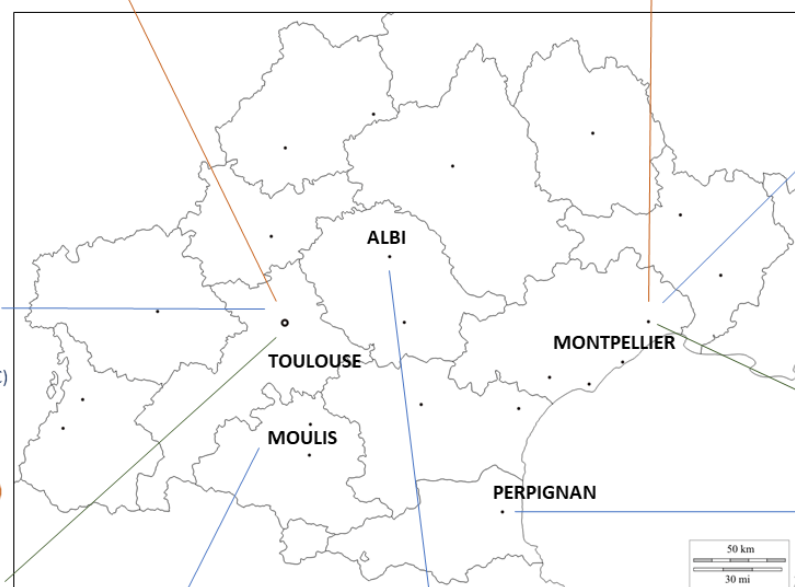 ALBI
MONTPELLIER
TOULOUSE
)
MOULIS
)
PERPIGNAN
50 km
30 mi